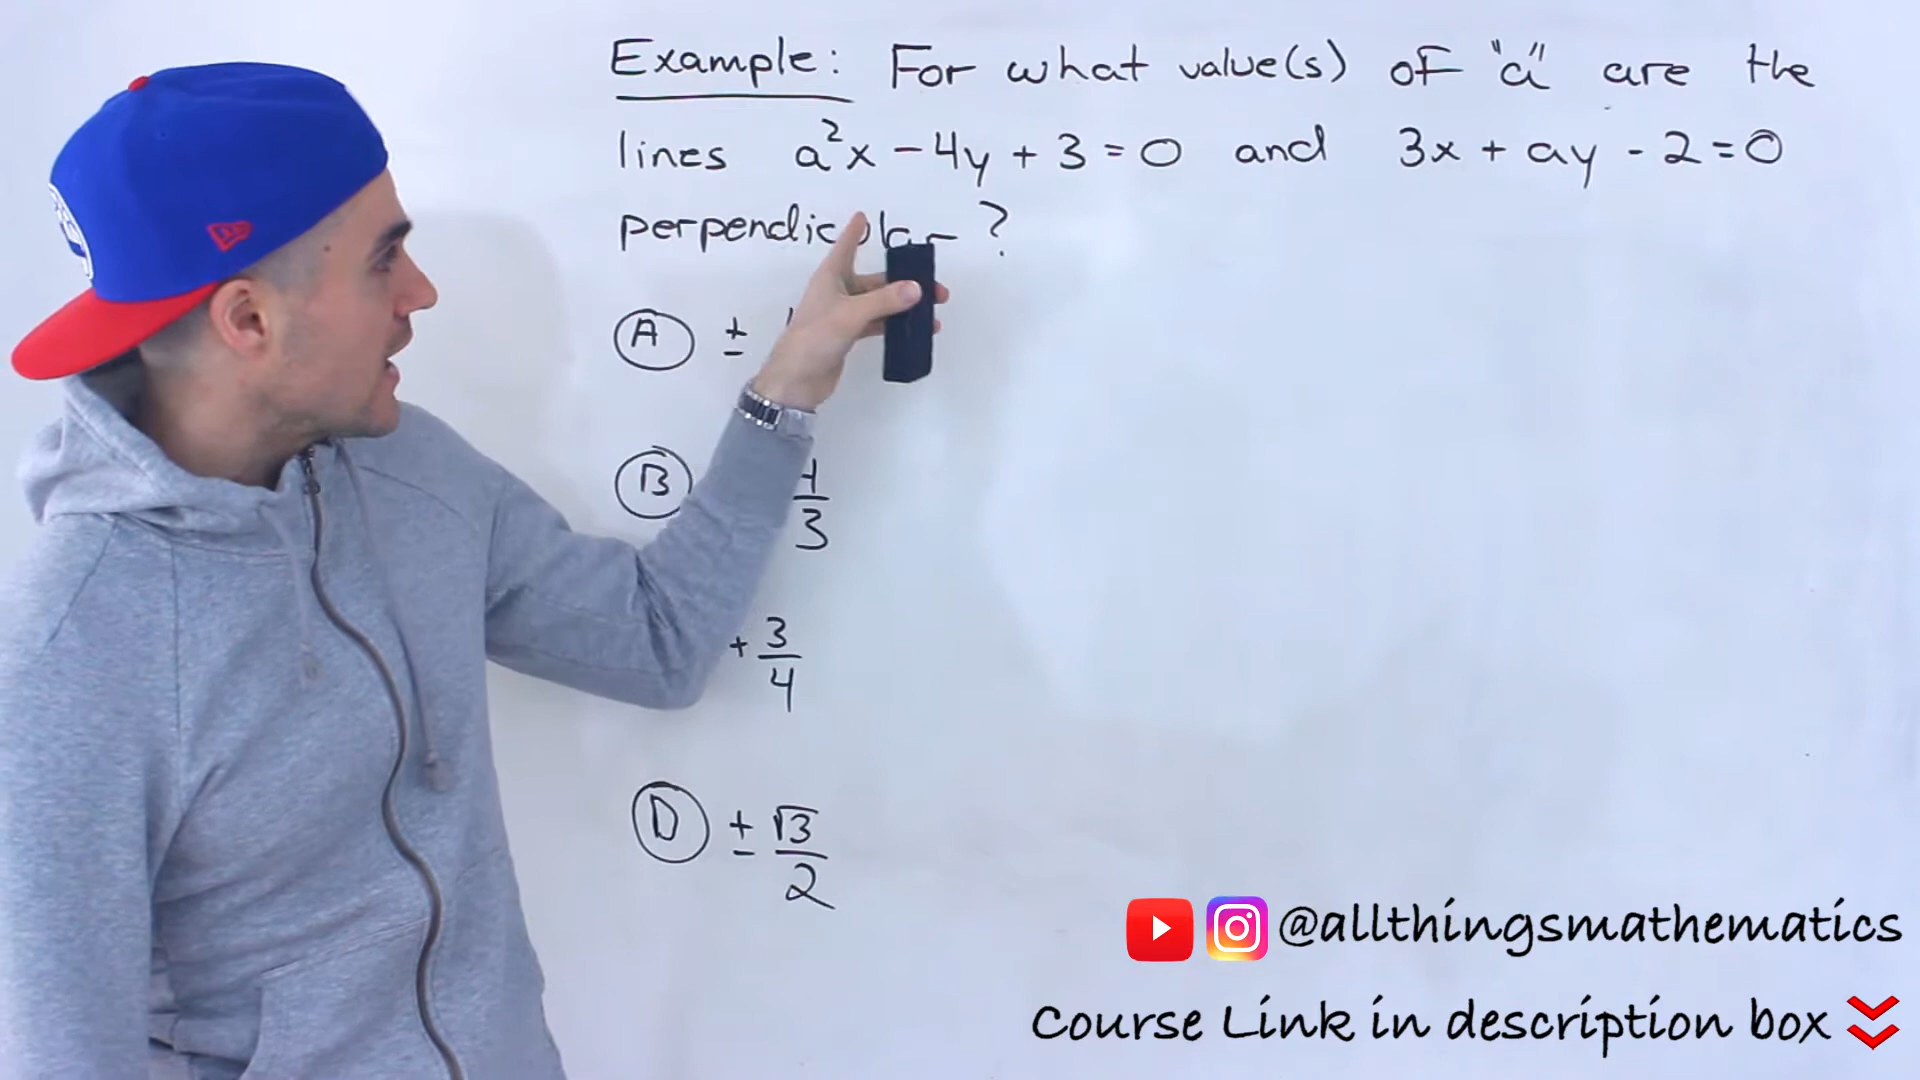 Example: For what value(s) of "a" are the
lines a²x - 4y + 3 = 0 and 3x + ay - 2 = 0
perpendicular ?
A ±
B
3
+ 3/4
D ± √3/2
@allthingsmathematics
Course Link in description box